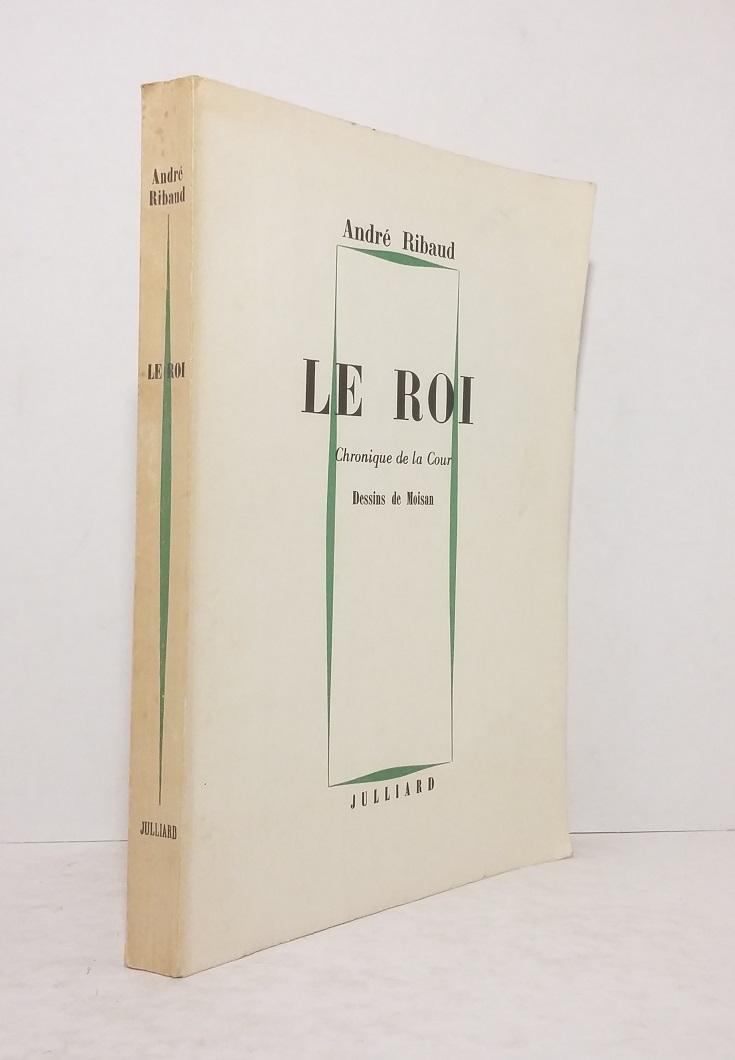 André
Ribaud
LE ROI
JULLIARD
André Ribaud
LE ROI
Chronique de la Cour
Dessins de Moisan
JULLIARD